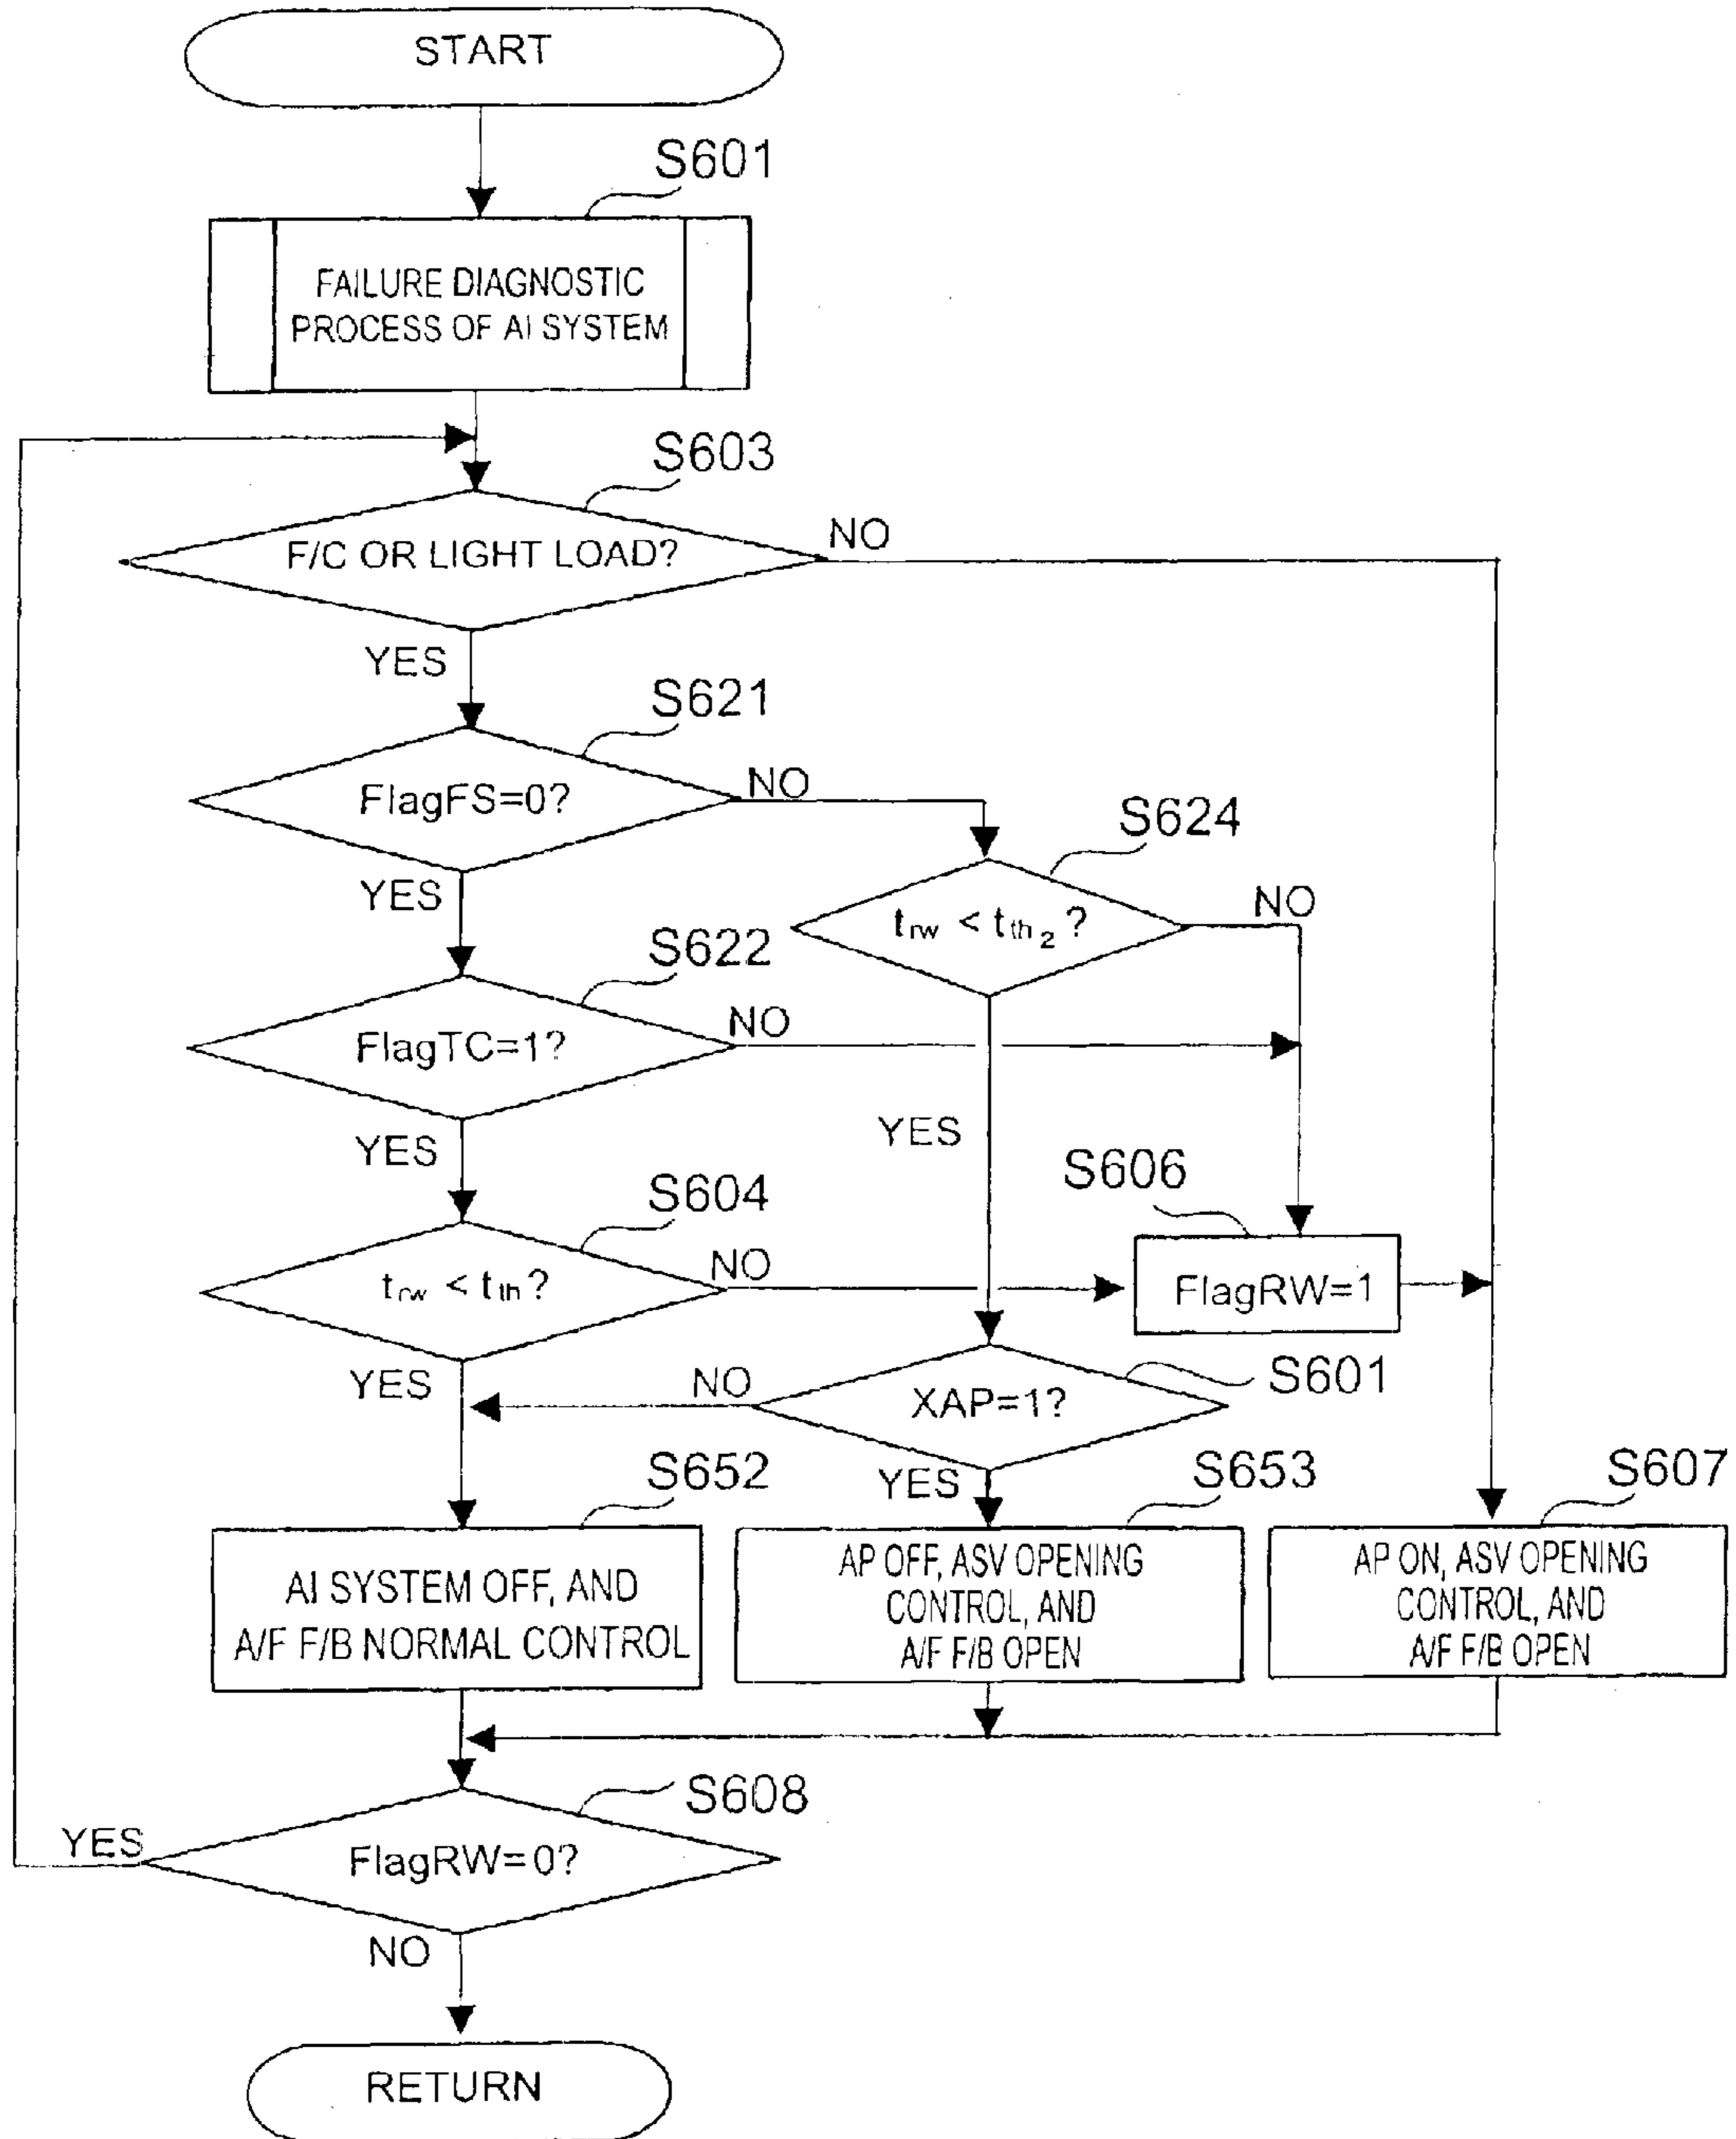 START
S601
FAILURE DIAGNOSTIC
PROCESS OF AI SYSTEM
S603
F/C OR LIGHT LOAD?
NO
YES
S621
FlagFS=0?
NO
YES
S624
trw < tth2 ?
NO
S622
FlagTC=1?
NO
YES
YES
S604
trw < tth ?
NO
S606
FlagRW=1
YES
NO
S601
XAP=1?
YES
S652
AI SYSTEM OFF, AND
A/F F/B NORMAL CONTROL
S653
AP OFF, ASV OPENING
CONTROL, AND
A/F F/B OPEN
S607
AP ON, ASV OPENING
CONTROL, AND
A/F F/B OPEN
S608
YES
FlagRW=0?
NO
RETURN